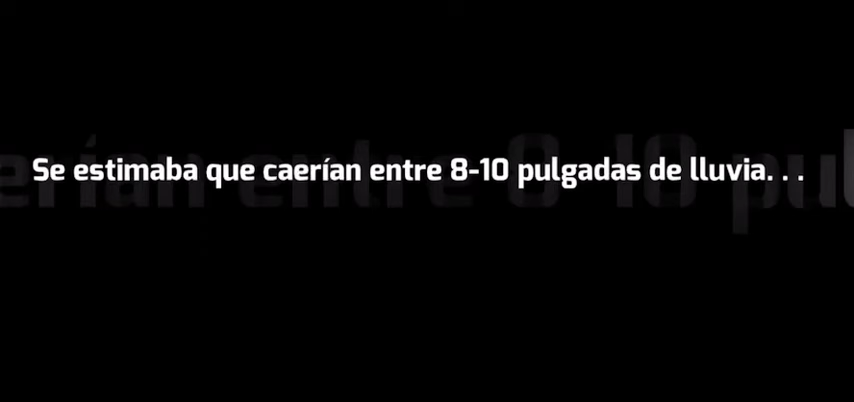 Se estimaba que caerían entre 8-10 pulgadas de lluvia. . .